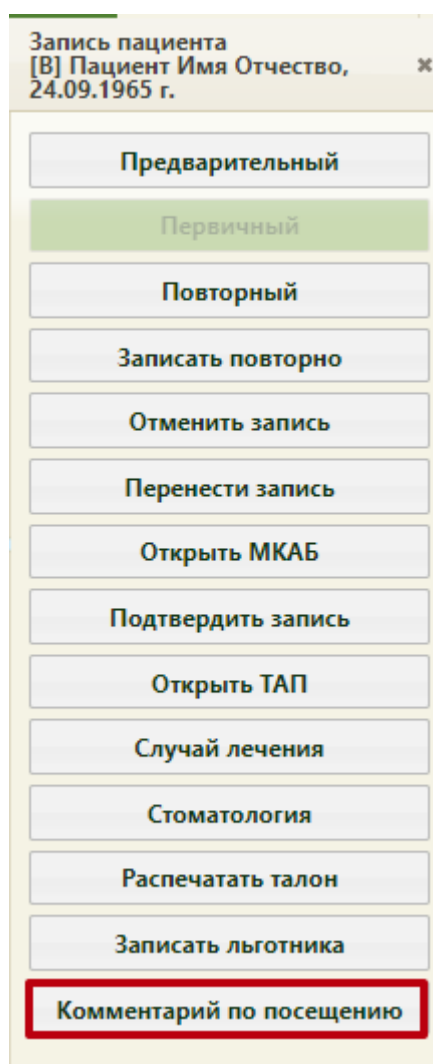 Запись пациента
[В] Пациент Имя Отчество,
24.09.1965 г.
Предварительный
Первичный
Повторный
Записать повторно
Отменить запись
Перенести запись
Открыть МКАБ
Подтвердить запись
Открыть ТАП
Случай лечения
Стоматология
Распечатать талон
Записать льготника
Комментарий по посещению